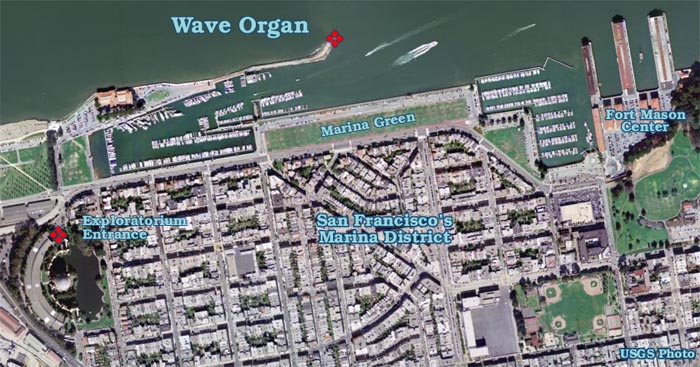 Wave Organ
Marina Green
Fort Mason
Center
Exploratorium
Entrance
San Francisco's
Marina District
USGS Photo